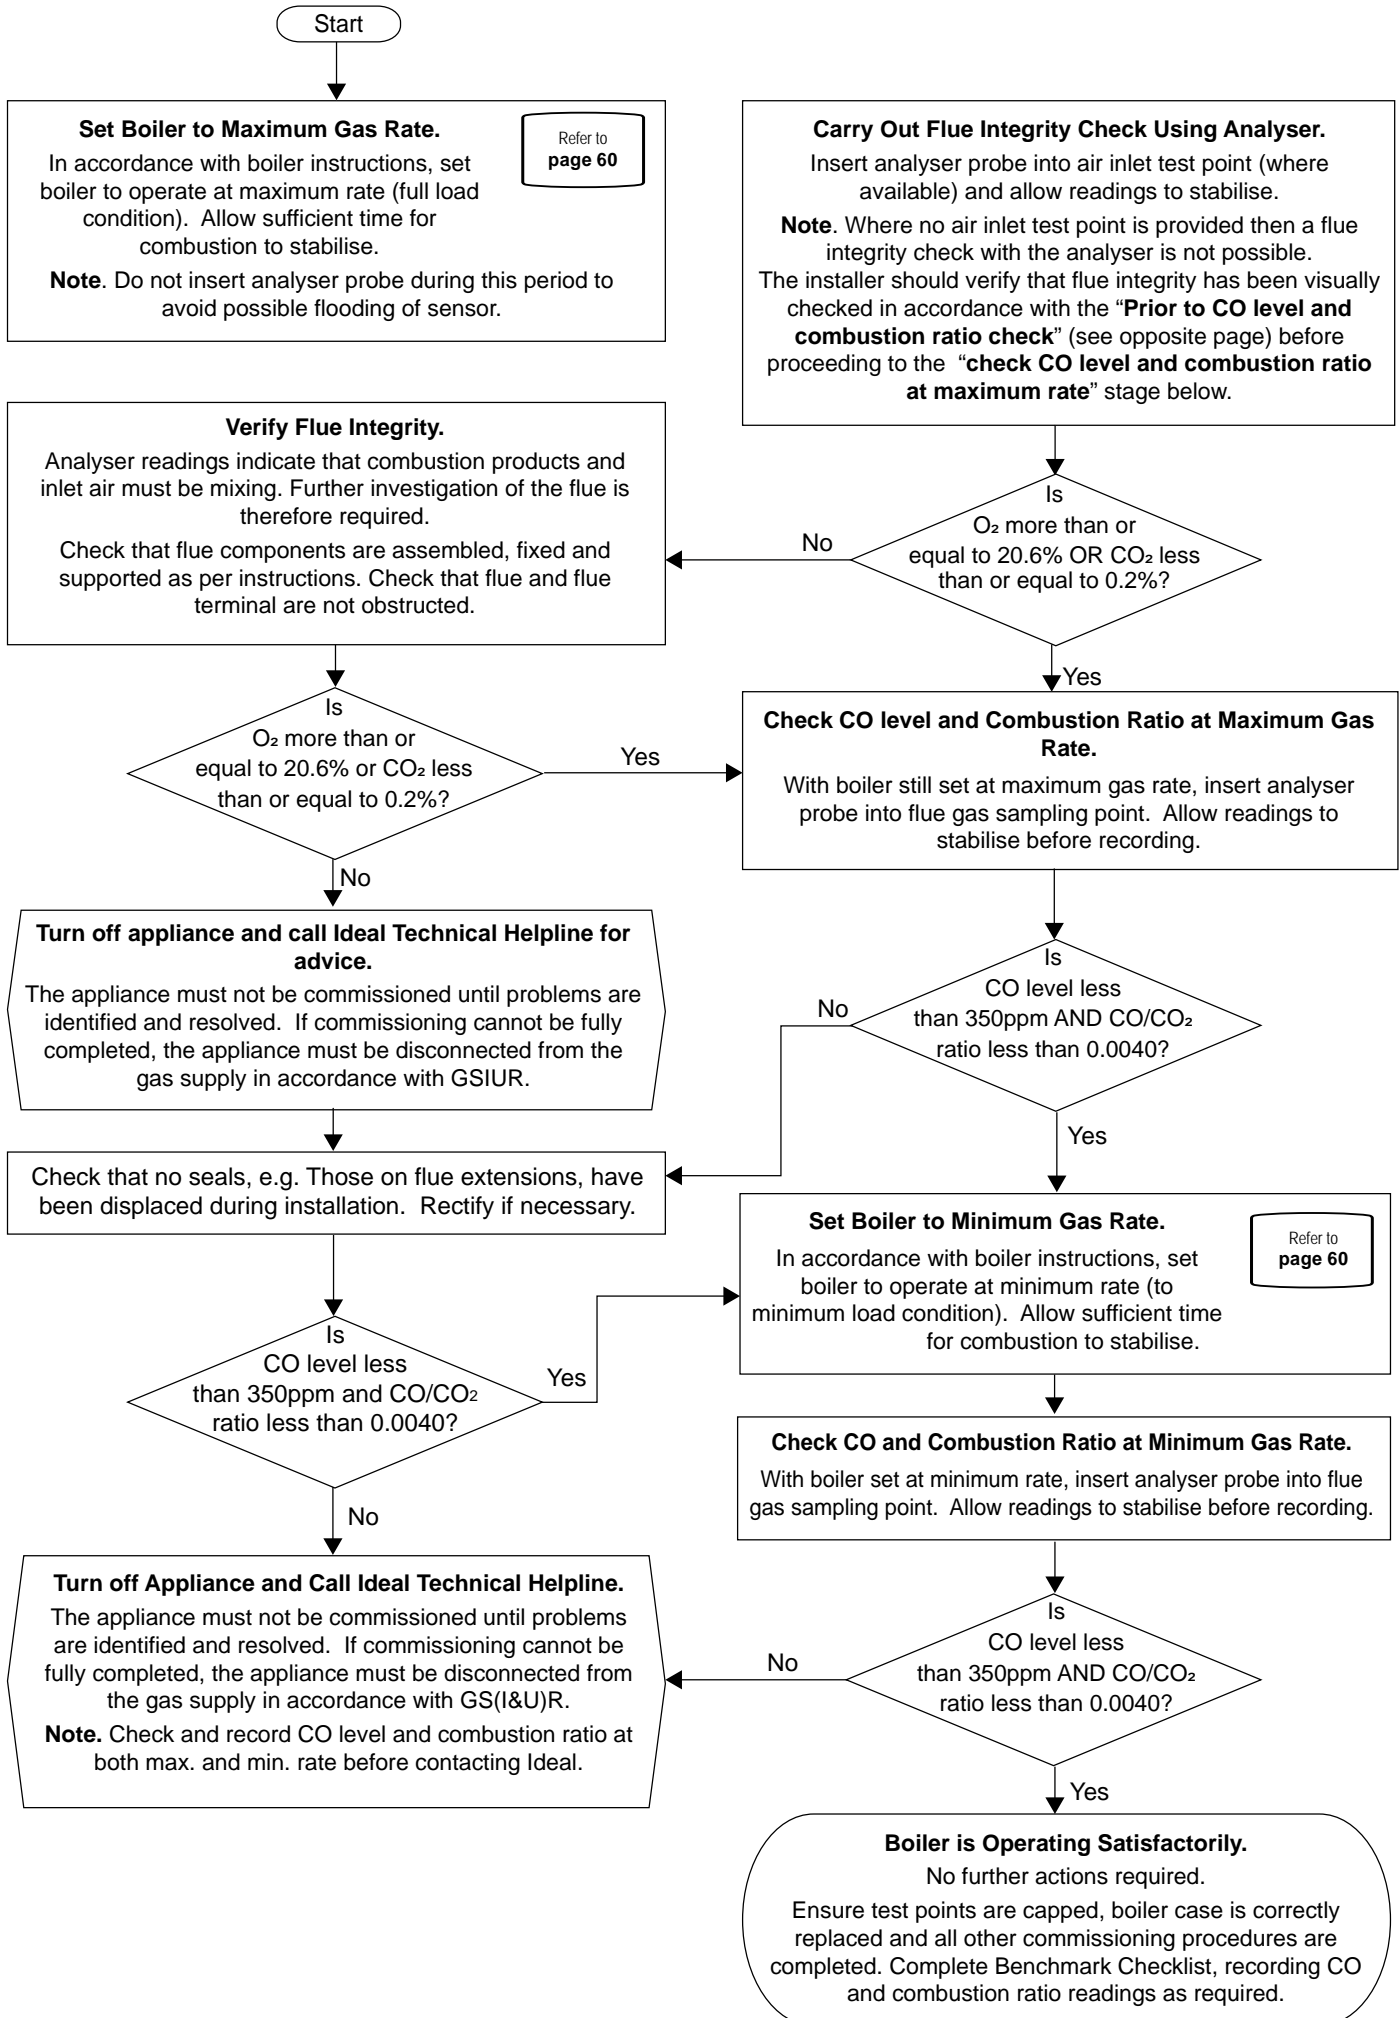 Start
Set Boiler to Maximum Gas Rate.
In accordance with boiler instructions, set
boiler to operate at maximum rate (full load
condition).  Allow sufficient time for
combustion to stabilise.
Note. Do not insert analyser probe during this period to
avoid possible flooding of sensor.
Refer to
page 60
Carry Out Flue Integrity Check Using Analyser.
Insert analyser probe into air inlet test point (where
available) and allow readings to stabilise.
Note. Where no air inlet test point is provided then a flue
integrity check with the analyser is not possible.
The installer should verify that flue integrity has been visually
checked in accordance with the “Prior to CO level and
combustion ratio check” (see opposite page) before
proceeding to the  “check CO level and combustion ratio
at maximum rate” stage below.
Is
O₂ more than or
equal to 20.6% OR CO₂ less
than or equal to 0.2%?
No
Yes
Verify Flue Integrity.
Analyser readings indicate that combustion products and
inlet air must be mixing. Further investigation of the flue is
therefore required.
Check that flue components are assembled, fixed and
supported as per instructions. Check that flue and flue
terminal are not obstructed.
Is
O₂ more than or
equal to 20.6% or CO₂ less
than or equal to 0.2%?
Yes
No
Check CO level and Combustion Ratio at Maximum Gas
Rate.
With boiler still set at maximum gas rate, insert analyser
probe into flue gas sampling point.  Allow readings to
stabilise before recording.
Turn off appliance and call Ideal Technical Helpline for
advice.
The appliance must not be commissioned until problems are
identified and resolved.  If commissioning cannot be fully
completed, the appliance must be disconnected from the
gas supply in accordance with GSIUR.
Is
CO level less
than 350ppm AND CO/CO₂
ratio less than 0.0040?
No
Yes
Check that no seals, e.g. Those on flue extensions, have
been displaced during installation.  Rectify if necessary.
Set Boiler to Minimum Gas Rate.
In accordance with boiler instructions, set
boiler to operate at minimum rate (to
minimum load condition).  Allow sufficient time
for combustion to stabilise.
Refer to
page 60
Is
CO level less
than 350ppm and CO/CO₂
ratio less than 0.0040?
Yes
No
Check CO and Combustion Ratio at Minimum Gas Rate.
With boiler set at minimum rate, insert analyser probe into flue
gas sampling point.  Allow readings to stabilise before recording.
Turn off Appliance and Call Ideal Technical Helpline.
The appliance must not be commissioned until problems
are identified and resolved.  If commissioning cannot be
fully completed, the appliance must be disconnected from
the gas supply in accordance with GS(I&U)R.
Note. Check and record CO level and combustion ratio at
both max. and min. rate before contacting Ideal.
Is
CO level less
than 350ppm AND CO/CO₂
ratio less than 0.0040?
No
Yes
Boiler is Operating Satisfactorily.
No further actions required.
Ensure test points are capped, boiler case is correctly
replaced and all other commissioning procedures are
completed. Complete Benchmark Checklist, recording CO
and combustion ratio readings as required.